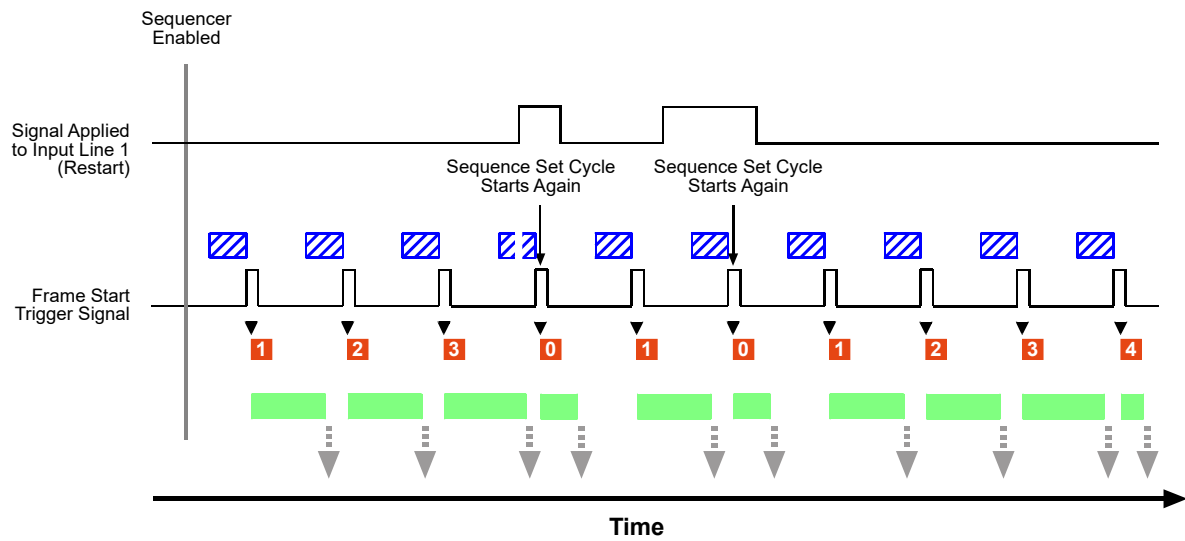 Sequencer
Enabled
Signal Applied
to Input Line 1
(Restart)
Sequence Set Cycle
Starts Again
Sequence Set Cycle
Starts Again
Frame Start
Trigger Signal
1 2 3 0 1 0 1 2 3 4
Time